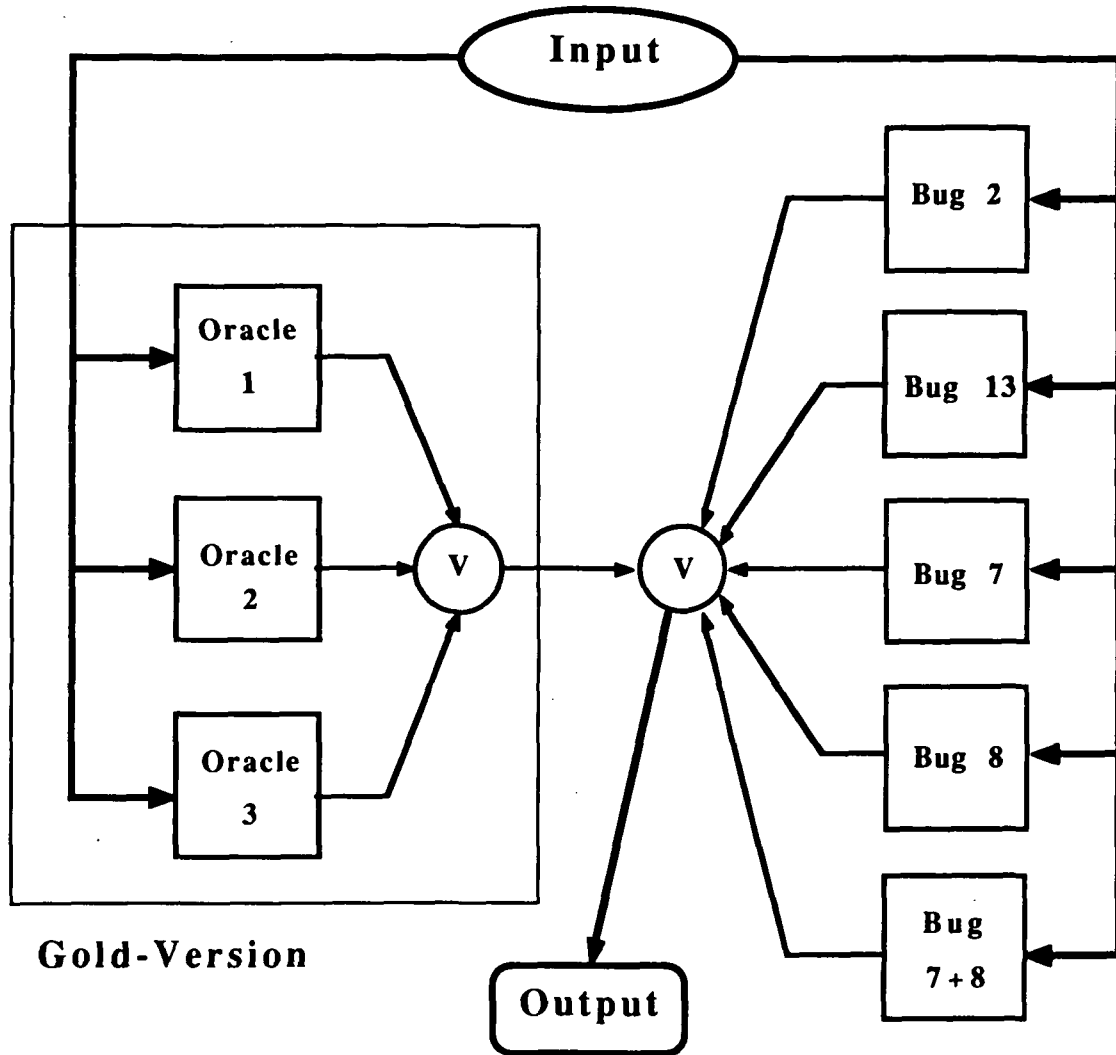 Input
Bug 2
Oracle
1
Bug 13
Oracle
2
V
V
Bug 7
Oracle
3
Bug 8
Bug
7+8
Gold-Version
Output